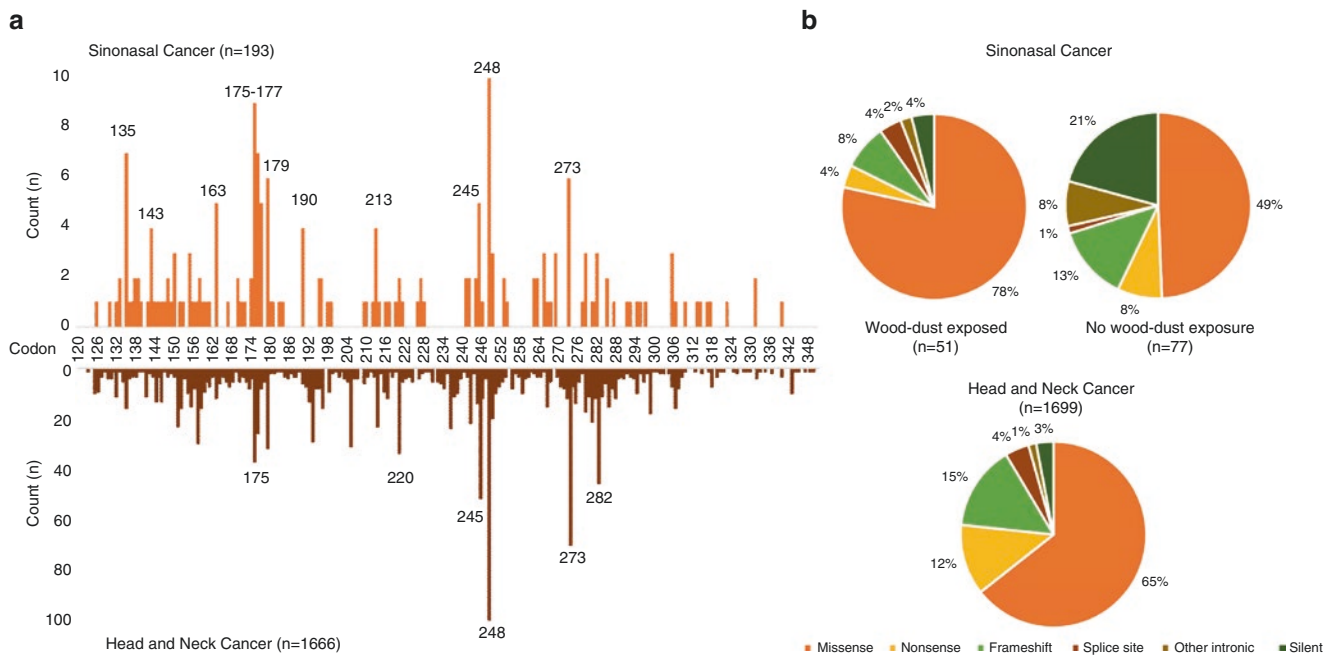 a
Sinonasal Cancer (n=193)
Count (n)
10
8
6
4
2
0
135
143
163
175-177
179
190
213
245
248
273
Codon
120 126 132 138 144 150 156 162 168 174 180 186 192 198 204 210 216 222 228 234 240 246 252 258 264 270 276 282 288 294 300 306 312 318 324 330 336 342 348
0
20
40
60
80
100
Count (n)
175
220
245
248
273
282
Head and Neck Cancer (n=1666)
b
Sinonasal Cancer
4% 2% 4%
8%
4%
78%
Wood-dust exposed
(n=51)
21%
8%
1%
13%
8%
49%
No wood-dust exposure
(n=77)
Head and Neck Cancer
(n=1699)
4% 1% 3%
15%
12%
65%
Missense Nonsense Frameshift Splice site Other intronic Silent